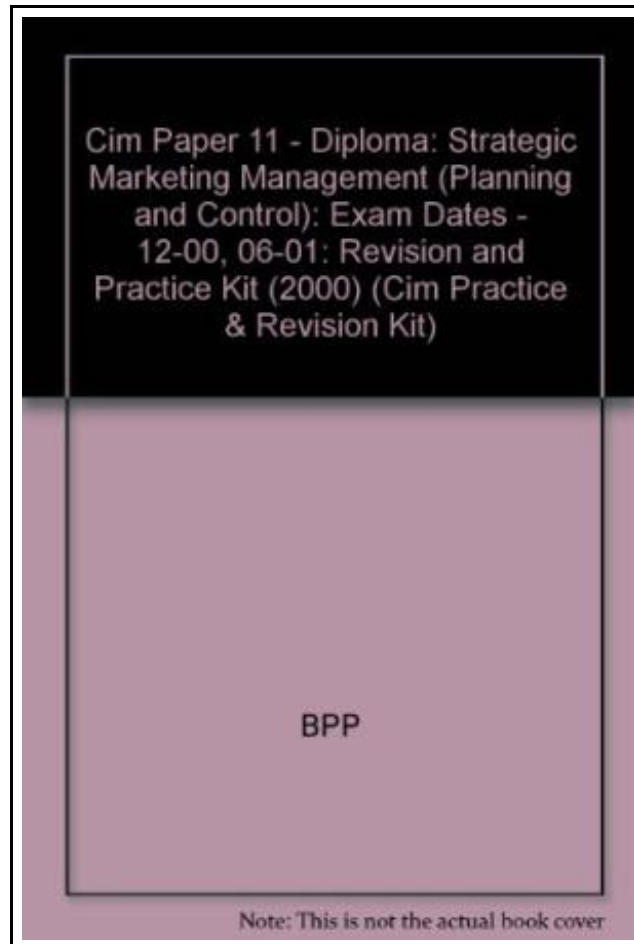 Cim Paper 11 - Diploma: Strategic
Marketing Management (Planning
and Control): Exam Dates -
12-00, 06-01: Revision and
Practice Kit (2000) (Cim Practice
& Revision Kit)
BPP
Note: This is not the actual book cover